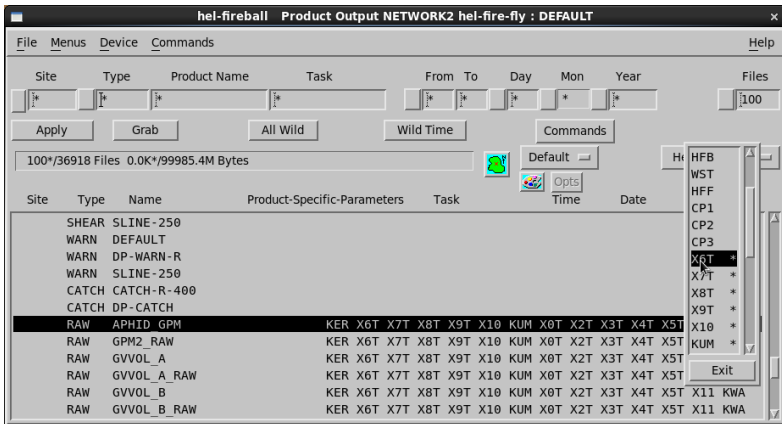 hel-fireball Product Output NETWORK2 hel-fire-fly : DEFAULT ×
File Menus Device Commands Help
Site Type Product Name Task From To Day Mon Year Files
* * * * * * * * * 100
Apply Grab All Wild Wild Time Commands
100*/36918 Files 0.0K*/99985.4M Bytes Default He
Opts
Site Type Name Product-Specific-Parameters Task Time Date
SHEAR SLINE-250
WARN DEFAULT
WARN DP-WARN-R
WARN SLINE-250
CATCH CATCH-R-400
CATCH DP-CATCH
RAW APHID_GPM KER X6T X7T X8T X9T X10 KUM X0T X2T X3T X4T X5T
RAW GPM2_RAW KER X6T X7T X8T X9T X10 KUM X0T X2T X3T X4T X5T
RAW GVVOL_A KER X6T X7T X8T X9T X10 KUM X0T X2T X3T X4T X5T
RAW GVVOL_A_RAW KER X6T X7T X8T X9T X10 KUM X0T X2T X3T X4T X5T
RAW GVVOL_B KER X6T X7T X8T X9T X10 KUM X0T X2T X3T X4T X5T X11 KWA
RAW GVVOL_B_RAW KER X6T X7T X8T X9T X10 KUM X0T X2T X3T X4T X5T X11 KWA
HFB
WST
HFF
CP1
CP2
CP3
X6T *
X7T *
X8T *
X9T *
X10 *
KUM *
Exit